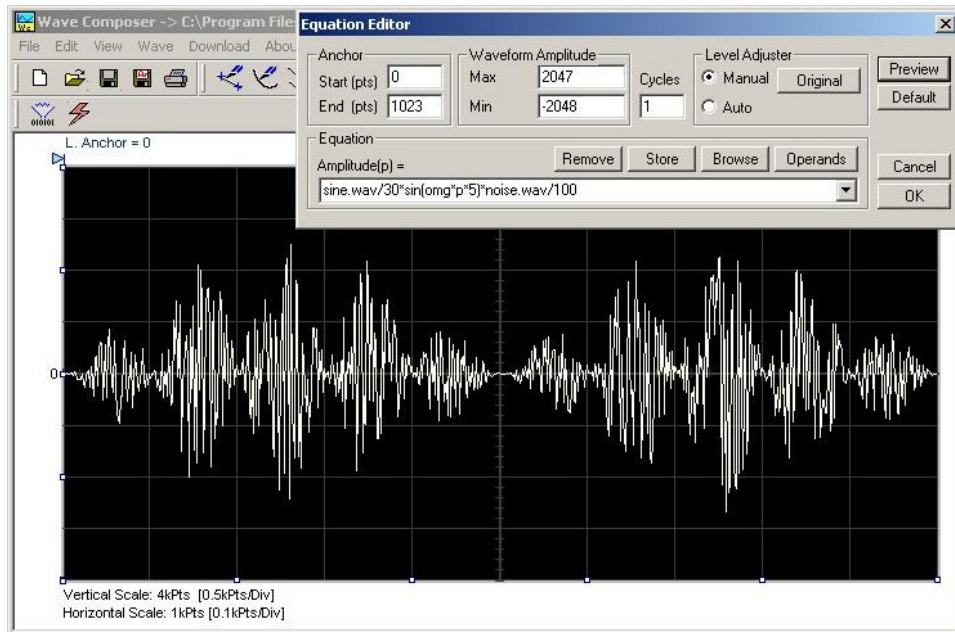 Wave Composer -> C:\Program File
File Edit View Wave Download Abou
010101
L. Anchor = 0
0
Vertical Scale: 4kPts [0.5kPts/Div]
Horizontal Scale: 1kPts [0.1kPts/Div]
Equation Editor
Anchor
Start (pts) 0
End (pts) 1023
Waveform Amplitude
Max 2047
Min -2048
Cycles
1
Level Adjuster
Manual Original
Auto
Preview
Default
Equation
Amplitude(p) = Remove Store Browse Operands
sine.wav/30*sin(omg*p*5)*noise.wav/100
Cancel
OK